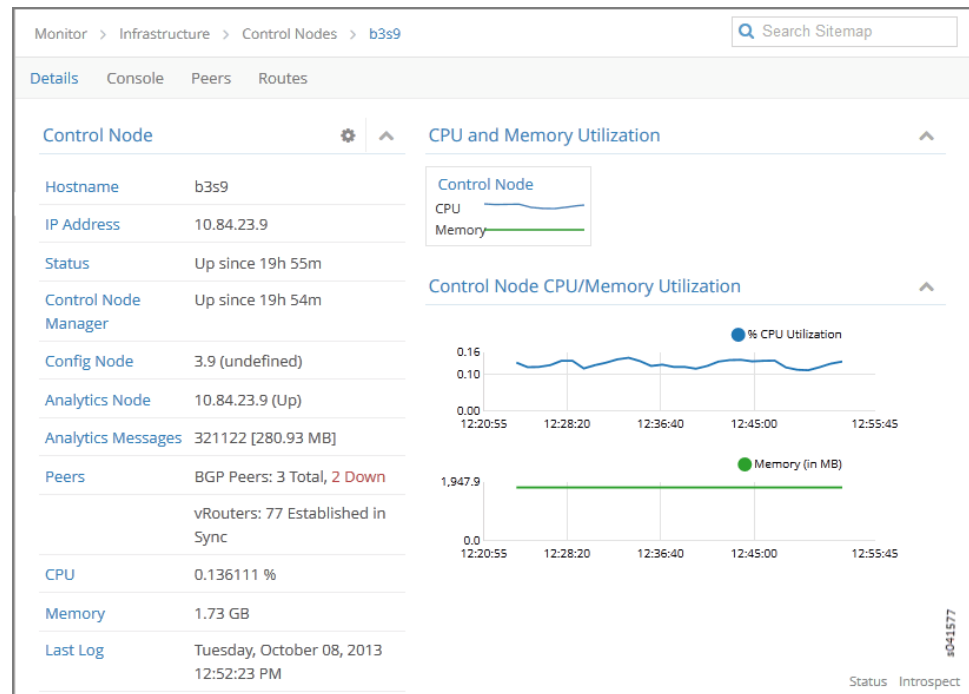 Monitor > Infrastructure > Control Nodes > b3s9
Search Sitemap
Details Console Peers Routes
Control Node
Hostname b3s9
IP Address 10.84.23.9
Status Up since 19h 55m
Control Node Manager Up since 19h 54m
Config Node 3.9 (undefined)
Analytics Node 10.84.23.9 (Up)
Analytics Messages 321122 [280.93 MB]
Peers BGP Peers: 3 Total, 2 Down
vRouters: 77 Established in
Sync
CPU 0.136111 %
Memory 1.73 GB
Last Log Tuesday, October 08, 2013
12:52:23 PM
CPU and Memory Utilization
Control Node
CPU
Memory
Control Node CPU/Memory Utilization
% CPU Utilization
0.16
0.10
0.00
12:20:55 12:28:20 12:36:40 12:45:00 12:55:45
Memory (in MB)
1,947.9
0.0
12:20:55 12:28:20 12:36:40 12:45:00 12:55:45
s041577
Status Introspect